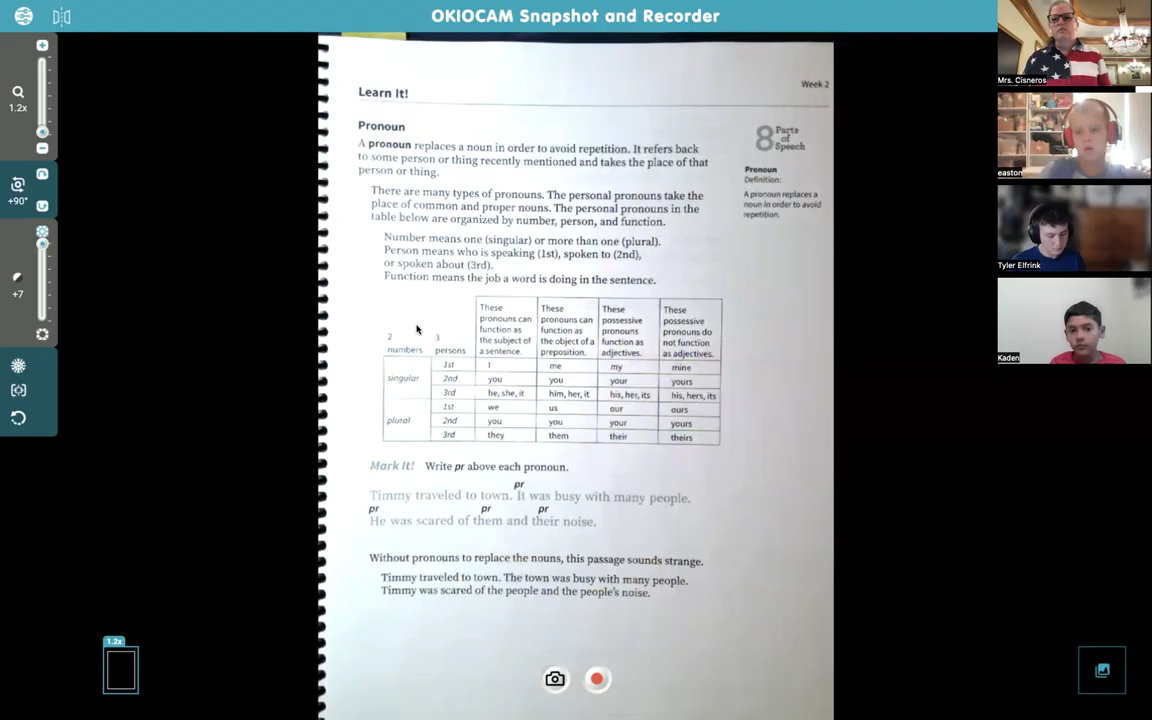 OKIOCAM Snapshot and Recorder
1.2x
+90°
+7
Week 2
Learn It!
Pronoun
A pronoun replaces a noun in order to avoid repetition. It refers back
to some person or thing recently mentioned and takes the place of that
person or thing.
8 Parts
of
Speech
Pronoun
Definition:
A pronoun replaces a
noun in order to avoid
repetition.
There are many types of pronouns. The personal pronouns take the
place of common and proper nouns. The personal pronouns in the
table below are organized by number, person, and function.
Number means one (singular) or more than one (plural).
Person means who is speaking (1st), spoken to (2nd),
or spoken about (3rd).
Function means the job a word is doing in the sentence.
2 numbers
3 persons
These pronouns can function as the subject of a sentence.
These pronouns can function as the object of a preposition.
These possessive pronouns function as adjectives.
These possessive pronouns do not function as adjectives.
singular
1st I me my mine
2nd you you your yours
3rd he, she, it him, her, it his, her, its his, hers, its
plural
1st we us our ours
2nd you you your yours
3rd they them their theirs
Mark It! Write pr above each pronoun.
pr
Timmy traveled to town. It was busy with many people.
pr pr pr
He was scared of them and their noise.
Without pronouns to replace the nouns, this passage sounds strange.
Timmy traveled to town. The town was busy with many people.
Timmy was scared of the people and the people's noise.
1.2x
Mrs. Cisneros
easton
Tyler Elfrink
Kaden